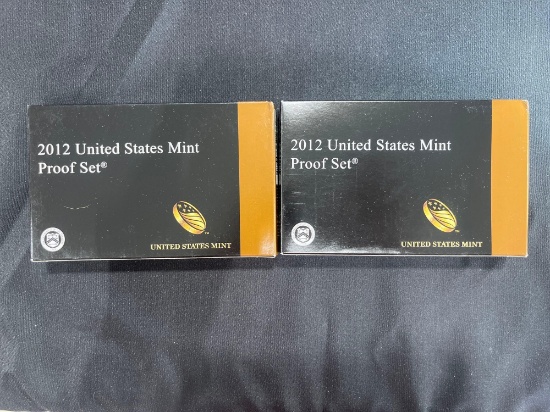 2012 United States Mint
Proof Set®
UNITED STATES MINT
2012 United States Mint
Proof Set®
UNITED STATES MINT